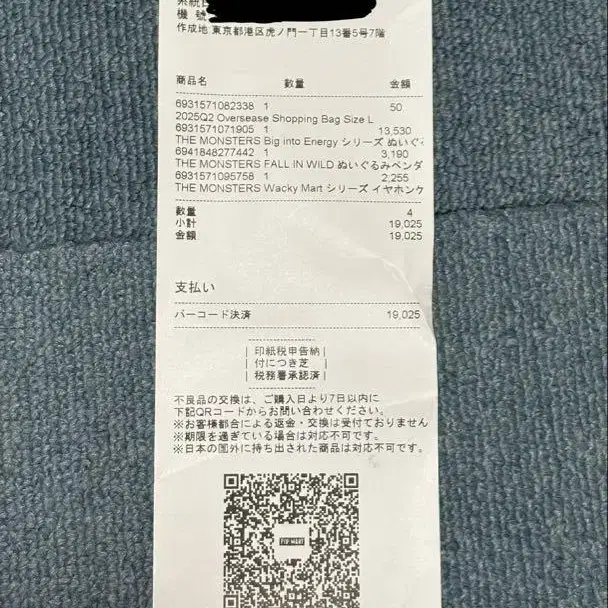 機 號
作成地 東京都港区虎ノ門一丁目13番5号7階
商品名 数量 金額
6931571082338 1 50
2025Q2 Oversease Shopping Bag Size L
6931571071905 1 13,530
THE MONSTERS Big into Energy シリーズ ぬいぐ
6941848277442 1 3,190
THE MONSTERS FALL IN WILD ぬいぐるみペンダ
6931571095758 1 2,255
THE MONSTERS Wacky Mart シリーズ イヤホンケ
数量 4
小計 19,025
金額 19,025
支払い
バーコード決済 19,025
| 印紙税申告納 |
| 付につき芝 |
| 税務署承認済 |
不良品の交換は、ご購入日より7日以内に
下記QRコードからお問い合わせください。
※お客様都合による返金・交換は受付ておりません
※期限を過ぎている場合は対応不可です。
※日本の国外に持ち出された商品は対応不可です。
POP MART